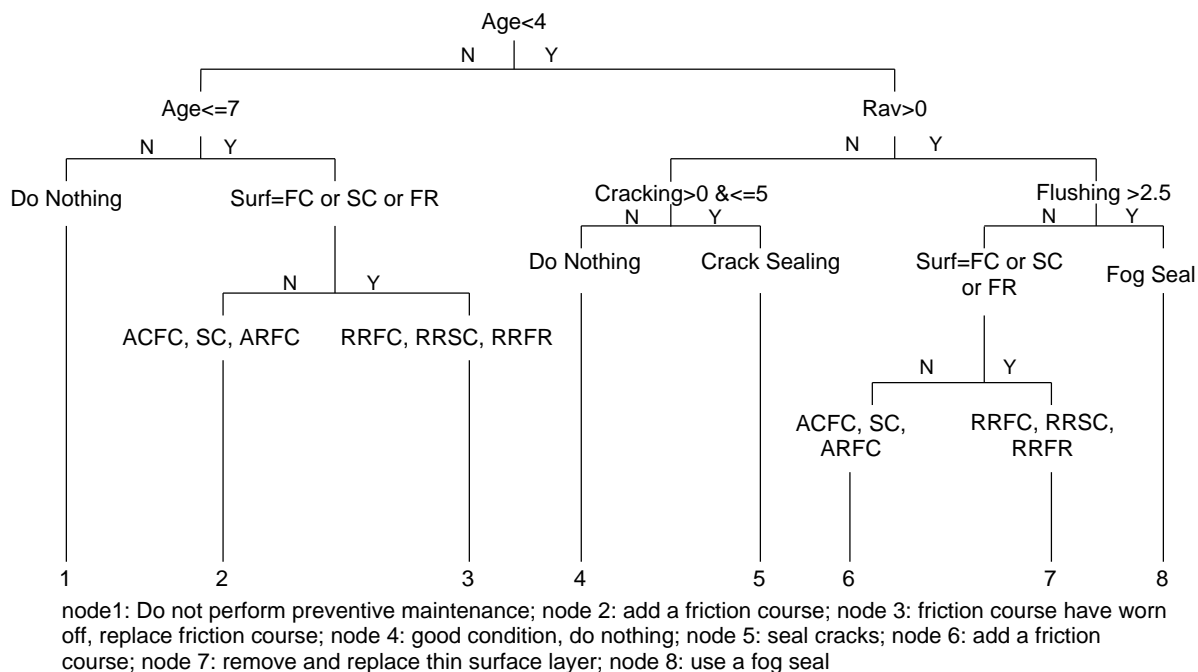 Age<4
N Y
Age<=7 Rav>0
N Y N Y
Do Nothing Surf=FC or SC or FR Cracking>0 &<=5 Flushing >2.5
N Y N Y
Do Nothing Crack Sealing Surf=FC or SC
or FR Fog Seal
N Y
ACFC, SC, ARFC RRFC, RRSC, RRFR
N Y
ACFC, SC,
ARFC RRFC, RRSC,
RRFR
1 2 3 4 5 6 7 8
node1: Do not perform preventive maintenance; node 2: add a friction course; node 3: friction course have worn
off, replace friction course; node 4: good condition, do nothing; node 5: seal cracks; node 6: add a friction
course; node 7: remove and replace thin surface layer; node 8: use a fog seal